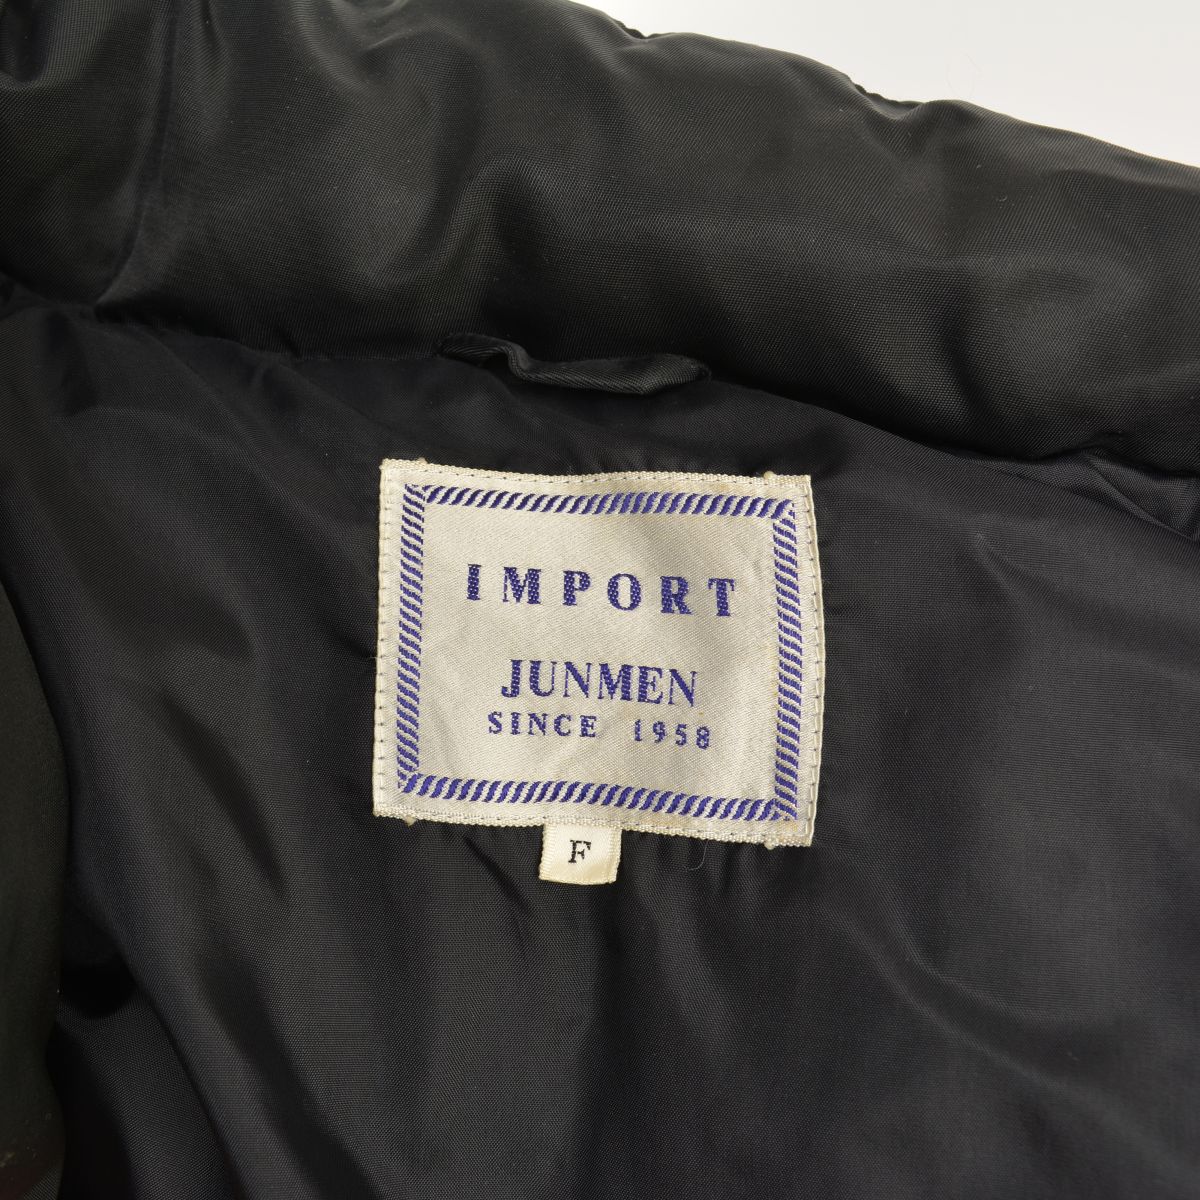 IMPORT
JUNMEN
SINCE 1958
F